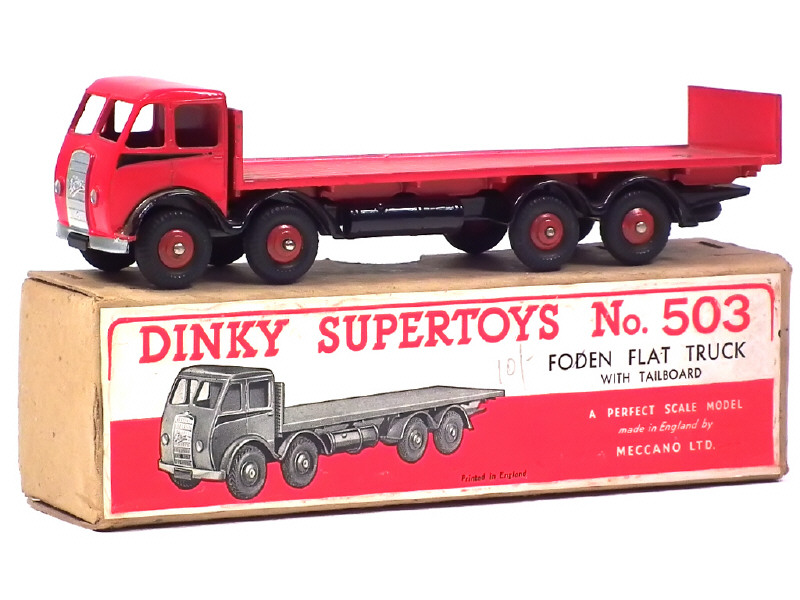 DINKY SUPERTOYS No. 503
10/-
FODEN FLAT TRUCK
WITH TAILBOARD
A PERFECT SCALE MODEL
made in England by
MECCANO LTD.
Printed in England